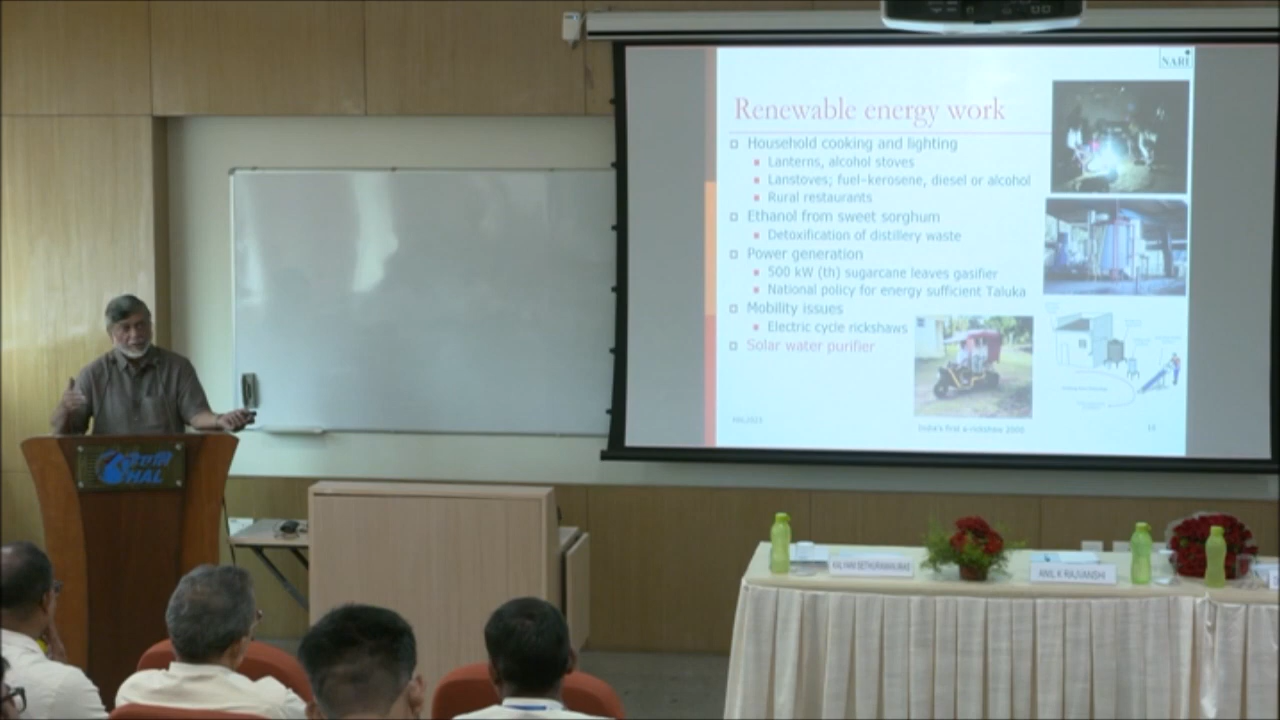 NARI
Renewable energy work
Household cooking and lighting
Lanterns, alcohol stoves
Lanstoves; fuel–kerosene, diesel or alcohol
Rural restaurants
Ethanol from sweet sorghum
Detoxification of distillery waste
Power generation
500 kW (th) sugarcane leaves gasifier
National policy for energy sufficient Taluka
Mobility issues
Electric cycle rickshaws
Solar water purifier
India's first e-rickshaw 2000
एचएएल
HAL
ANIL K RAJVANSHI